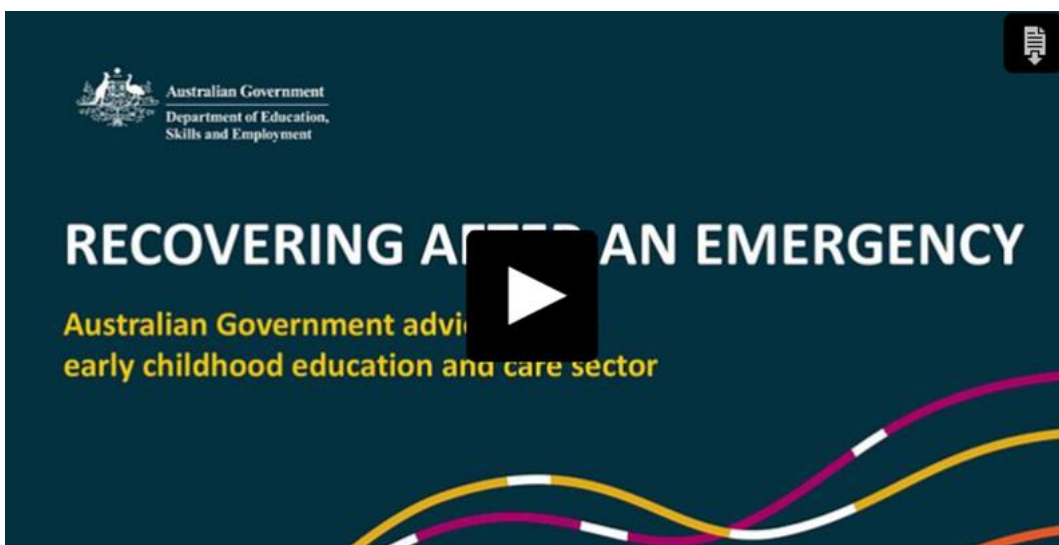 Australian Government
Department of Education,
Skills and Employment
RECOVERING AN EMERGENCY
Australian Government
early childhood education and care sector